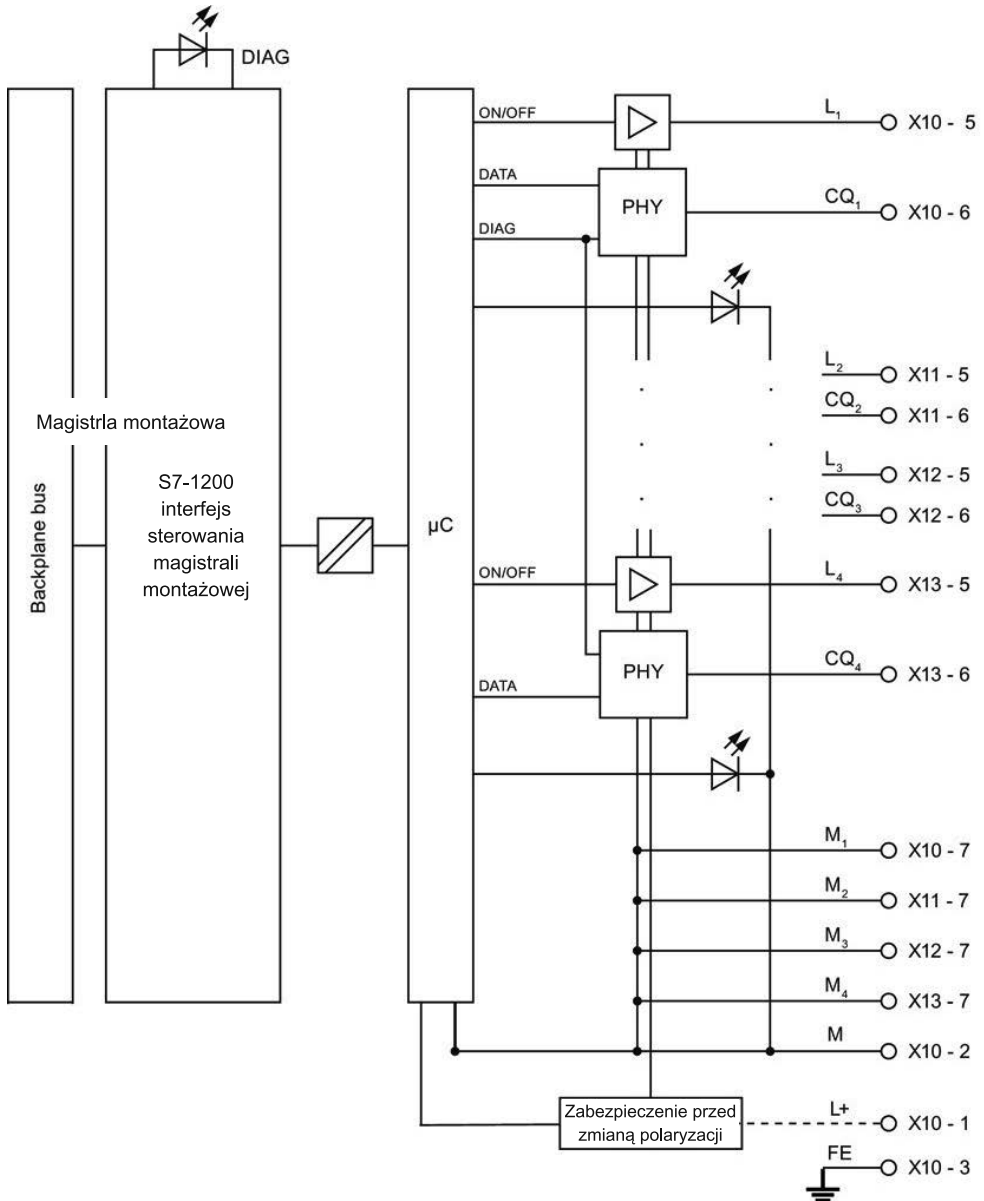 DIAG
ON/OFF
L₁
X10 - 5
DATA
PHY
CQ₁
X10 - 6
DIAG
L₂
X11 - 5
CQ₂
X11 - 6
Magistrla montażowa
L₃
X12 - 5
CQ₃
X12 - 6
Backplane bus
S7-1200
interfejs
sterowania
magistrali
montażowej
µC
ON/OFF
L₄
X13 - 5
PHY
CQ₄
X13 - 6
DATA
M₁
X10 - 7
M₂
X11 - 7
M₃
X12 - 7
M₄
X13 - 7
M
X10 - 2
Zabezpieczenie przed
zmianą polaryzacji
L+
X10 - 1
FE
X10 - 3